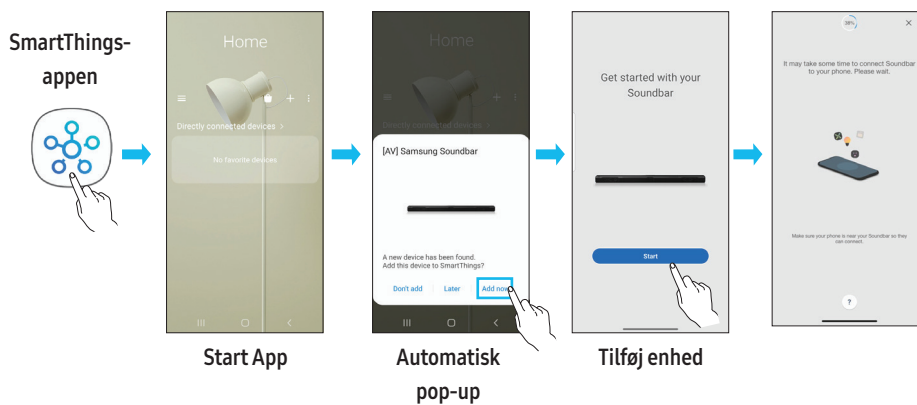 SmartThings-
appen
Home
Directly connected devices >
No favorite devices
Start App
Home
Directly connected devices >
[AV] Samsung Soundbar
A new device has been found.
Add this device to SmartThings?
Don't add
Later
Add now
Automatisk
pop-up
Get started with your
Soundbar
Start
Tilføj enhed
38%
It may take some time to connect Soundbar
to your phone. Please wait.
Make sure your phone is near your Soundbar so they
can connect.
?